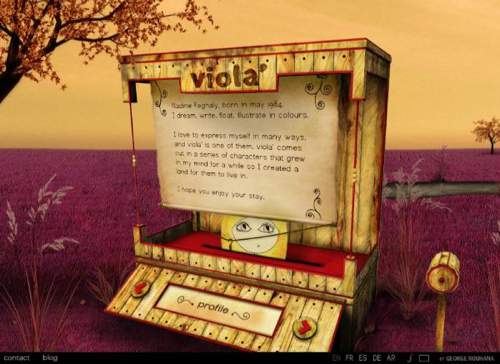 viola
Nadine Feghaly, born in may 1984.
I dream, write, float, illustrate in colours.
I love to express myself in many ways,
and viola' is one of them. viola' comes
out in a series of characters that grew
in my mind for a while so I created a
land for them to live in.
I hope you enjoy your stay.
profile
contact blog EN FR ES DE AR BY GEORGE